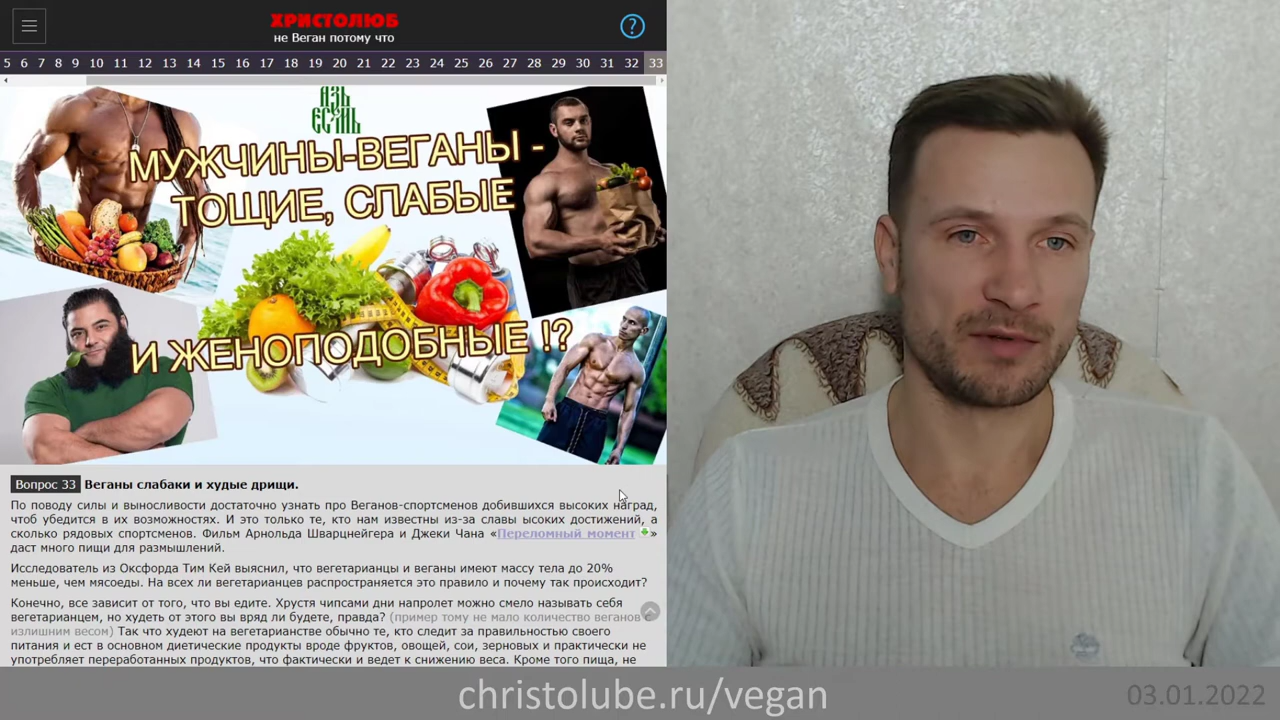 ХРИСТОЛЮБ
не Веган потому что
?
5 6 7 8 9 10 11 12 13 14 15 16 17 18 19 20 21 22 23 24 25 26 27 28 29 30 31 32 33
АЗЪ
ЕСМЬ
МУЖЧИНЫ-ВЕГАНЫ -
ТОЩИЕ, СЛАБЫЕ
И ЖЕНОПОДОБНЫЕ !?
Вопрос 33 Веганы слабаки и худые дрищи.
По поводу силы и выносливости достаточно узнать про Веганов-спортсменов добившихся высоких наград,
чтоб убедится в их возможностях. И это только те, кто нам известны из-за славы ысоких достижений, а
сколько рядовых спортсменов. Фильм Арнольда Шварцнейгера и Джеки Чана «Переломный момент »
даст много пищи для размышлений.
Исследователь из Оксфорда Тим Кей выяснил, что вегетарианцы и веганы имеют массу тела до 20%
меньше, чем мясоеды. На всех ли вегетарианцев распространяется это правило и почему так происходит?
Конечно, все зависит от того, что вы едите. Хрустя чипсами дни напролет можно смело называть себя
вегетарианцем, но худеть от этого вы вряд ли будете, правда? (пример тому не мало количество веганов с
излишним весом) Так что худеют на вегетарианстве обычно те, кто следит за правильностью своего
питания и ест в основном диетические продукты вроде фруктов, овощей, сои, зерновых и практически не
употребляет переработанных продуктов, что фактически и ведет к снижению веса. Кроме того пища, не
christolube.ru/vegan
03.01.2022